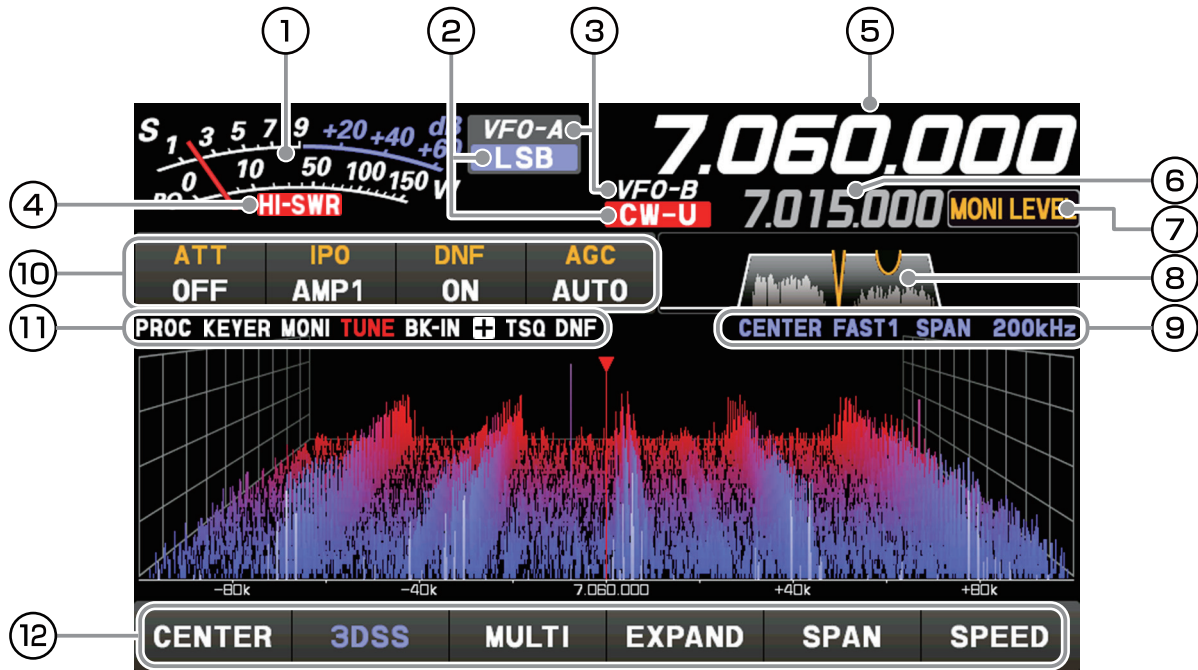 1 2 3 5
S 1 3 5 7 9 +20 +40 +60 dB
VFO-A
7.060.000
LSB
0 10 50 100 150 W
PO
VFO-B
7.015.000
6
4
HI-SWR
CW-U
MONI LEVEL
7
10
ATT IPO DNF AGC
OFF AMP1 ON AUTO
8
11
PROC KEYER MONI TUNE BK-IN + TSQ DNF
CENTER FAST1 SPAN 200kHz
9
-80k -40k 7.060.000 +40k +80k
12
CENTER 3DSS MULTI EXPAND SPAN SPEED